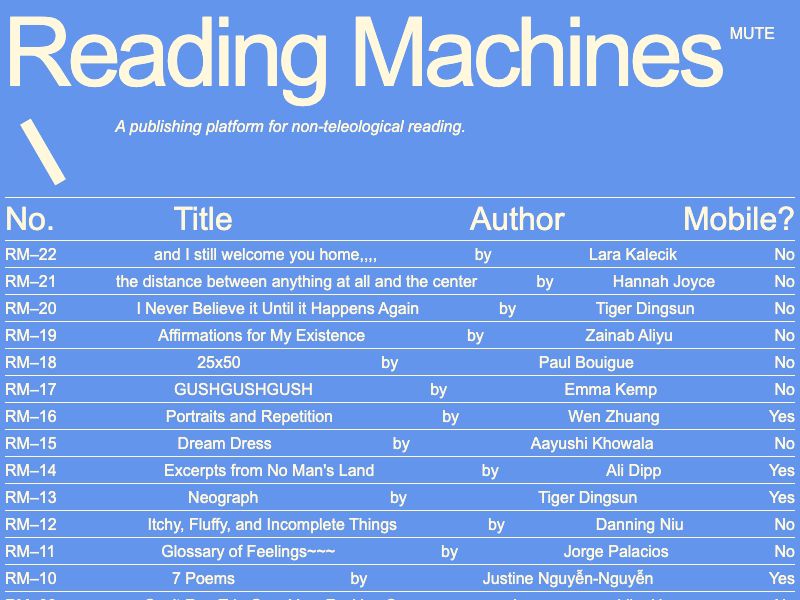 Reading Machines MUTE
A publishing platform for non-teleological reading.
No. Title Author Mobile?
RM–22 and I still welcome you home,,,, by Lara Kalecik No
RM–21 the distance between anything at all and the center by Hannah Joyce No
RM–20 I Never Believe it Until it Happens Again by Tiger Dingsun No
RM–19 Affirmations for My Existence by Zainab Aliyu No
RM–18 25x50 by Paul Bouigue No
RM–17 GUSHGUSHGUSH by Emma Kemp No
RM–16 Portraits and Repetition by Wen Zhuang Yes
RM–15 Dream Dress by Aayushi Khowala No
RM–14 Excerpts from No Man's Land by Ali Dipp Yes
RM–13 Neograph by Tiger Dingsun Yes
RM–12 Itchy, Fluffy, and Incomplete Things by Danning Niu No
RM–11 Glossary of Feelings~~~ by Jorge Palacios No
RM–10 7 Poems by Justine Nguyễn-Nguyễn Yes